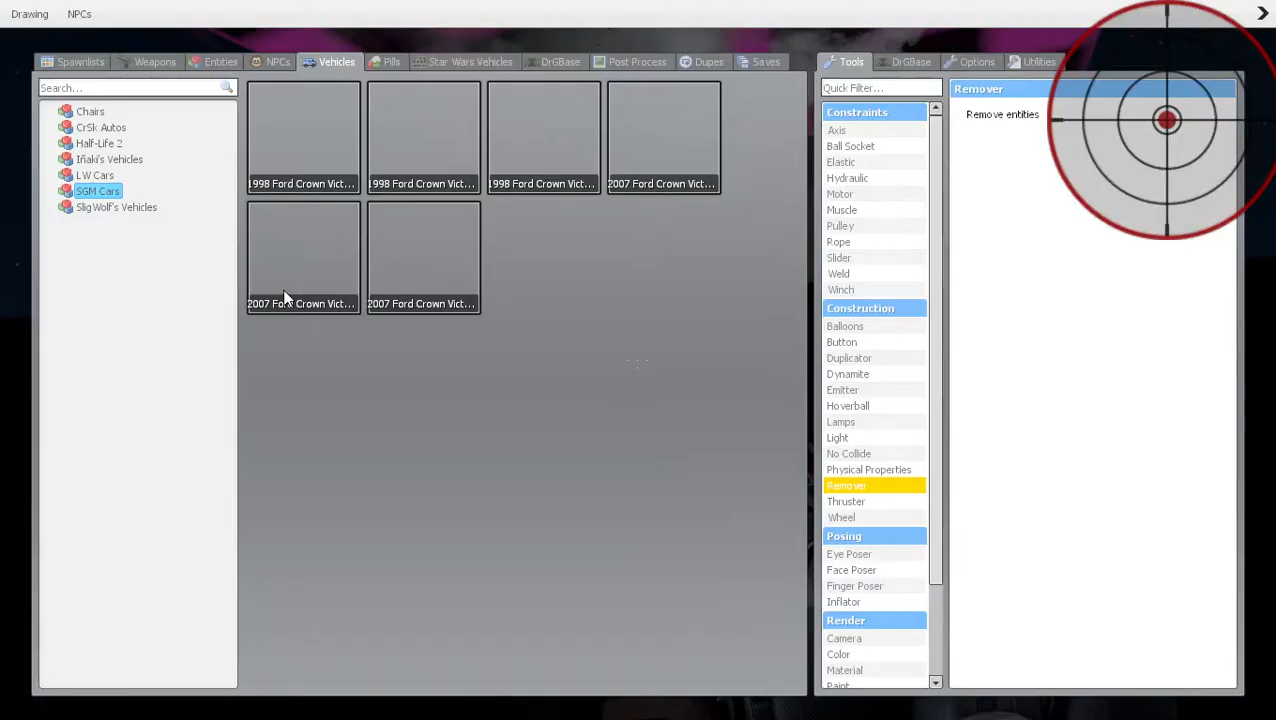 Drawing NPCs
Spawnlists Weapons Entities NPCs Vehicles Pills Star Wars Vehicles DrGBase Post Process Dupes Saves
Search...
Chairs
CrSk Autos
Half-Life 2
Iñaki's Vehicles
LW Cars
SGM Cars
SligWolf's Vehicles
1998 Ford Crown Vict... 1998 Ford Crown Vict... 1998 Ford Crown Vict... 2007 Ford Crown Vict...
2007 Ford Crown Vict... 2007 Ford Crown Vict...
Tools DrGBase Options Utilities
Quick Filter...
Constraints
Axis
Ball Socket
Elastic
Hydraulic
Motor
Muscle
Pulley
Rope
Slider
Weld
Winch
Construction
Balloons
Button
Duplicator
Dynamite
Emitter
Hoverball
Lamps
Light
No Collide
Physical Properties
Remover
Thruster
Wheel
Posing
Eye Poser
Face Poser
Finger Poser
Inflator
Render
Camera
Color
Material
Paint
Remover
Remove entities